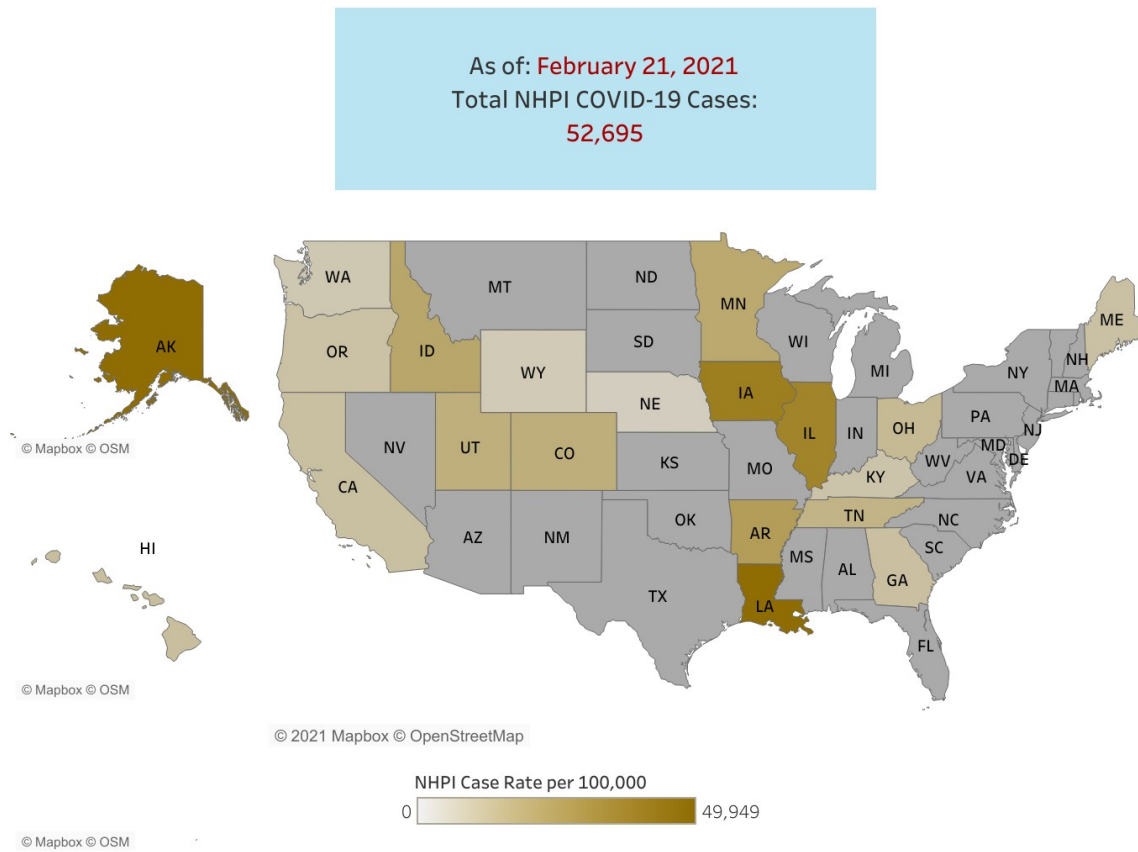 As of: February 21, 2021
Total NHPI COVID-19 Cases:
52,695
WA
MT
ND
MN
ME
OR
ID
SD
WI
NH
AK
WY
MI
NY
MA
IA
NE
PA
NJ
IL
IN
OH
MD
DE
© Mapbox © OSM
NV
UT
CO
KS
MO
WV
VA
CA
KY
TN
NC
HI
AZ
NM
OK
AR
SC
MS
AL
GA
TX
LA
FL
© Mapbox © OSM
© 2021 Mapbox © OpenStreetMap
NHPI Case Rate per 100,000
0 49,949
© Mapbox © OSM